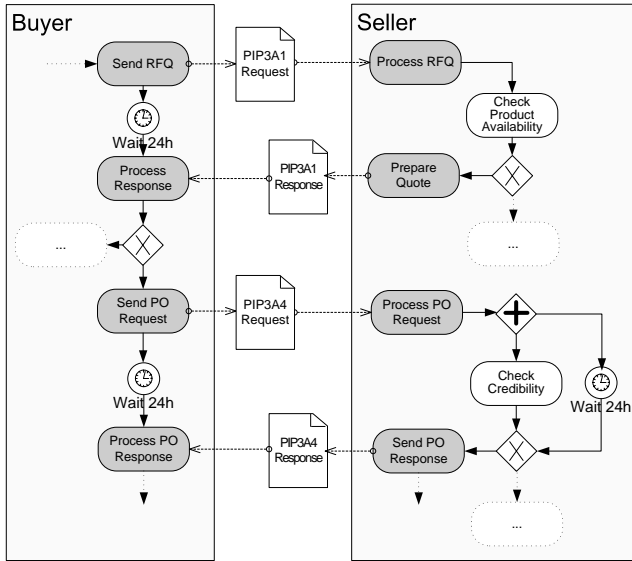 Buyer
Seller
Send RFQ
PIP3A1
Request
Process RFQ
Check
Product
Availability
Wait 24h
Process
Response
PIP3A1
Response
Prepare
Quote
...
...
Send PO
Request
PIP3A4
Request
Process PO
Request
Check
Credibility
Wait 24h
Wait 24h
Process PO
Response
PIP3A4
Response
Send PO
Response
...